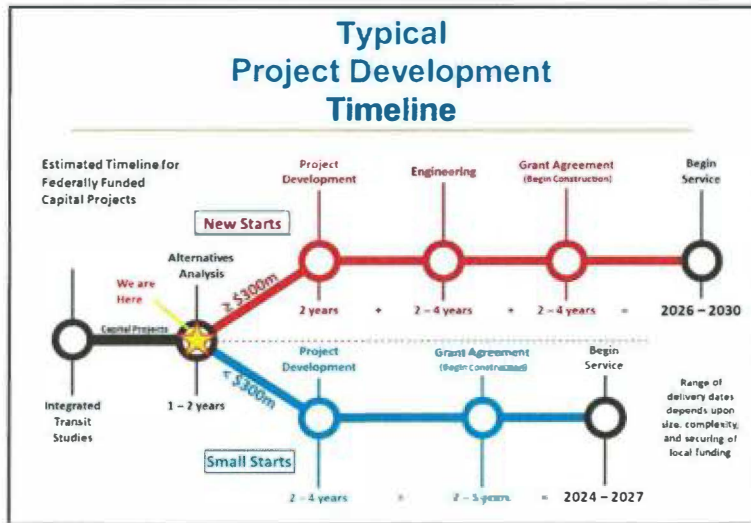 Typical
Project Development
Timeline
Estimated Timeline for
Federally Funded
Capital Projects
Project
Development
Engineering
Grant Agreement
(Begin Construction)
Begin
Service
New Starts
Alternatives
Analysis
We are
Here
≥ $300m
2 years + 2 – 4 years + 2 – 4 years = 2026 – 2030
Capital Projects
< $300m
Project
Development
Grant Agreement
(Begin Construction)
Begin
Service
Integrated
Transit
Studies
1 – 2 years
Range of
delivery dates
depends upon
size, complexity,
and securing of
local funding
Small Starts
2 – 4 years + 2 – years = 2024 – 2027